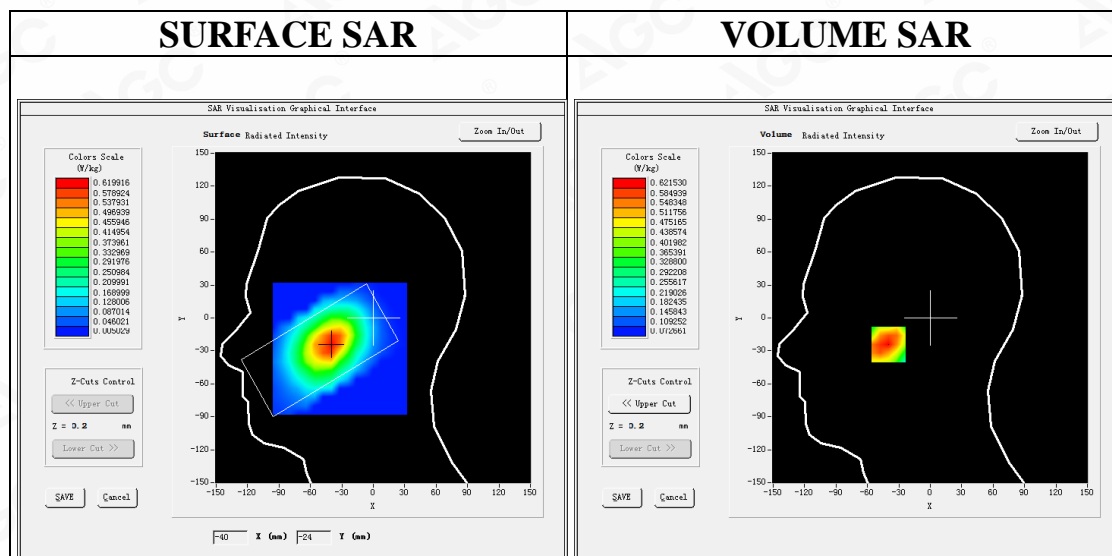 SURFACE SAR
VOLUME SAR
SAR Visualisation Graphical Interface
Surface Radiated Intensity
Zoom In/Out
Colors Scale
(W/kg)
0.619916
0.578924
0.537931
0.496939
0.455946
0.414954
0.373961
0.332969
0.291976
0.250984
0.209991
0.168999
0.128006
0.087014
0.046021
0.005029
Z-Cuts Control
<< Upper Cut
Z = 0.2 mm
Lower Cut >>
SAVE
Cancel
150
120
90
60
30
0
-30
-60
-90
-120
-150
Y
-150 -120 -90 -60 -30 0 30 60 90 120 150
X
-40 X (mm) -24 Y (mm)
SAR Visualisation Graphical Interface
Volume Radiated Intensity
Zoom In/Out
Colors Scale
(W/kg)
0.621530
0.584939
0.548348
0.511756
0.475165
0.438574
0.401982
0.365391
0.328800
0.292208
0.255617
0.219026
0.182435
0.145843
0.109252
0.072661
Z-Cuts Control
<< Upper Cut
Z = 0.2 mm
Lower Cut >>
SAVE
Cancel
150
120
90
60
30
0
-30
-60
-90
-120
-150
Y
-150 -120 -90 -60 -30 0 30 60 90 120 150
X
AGC